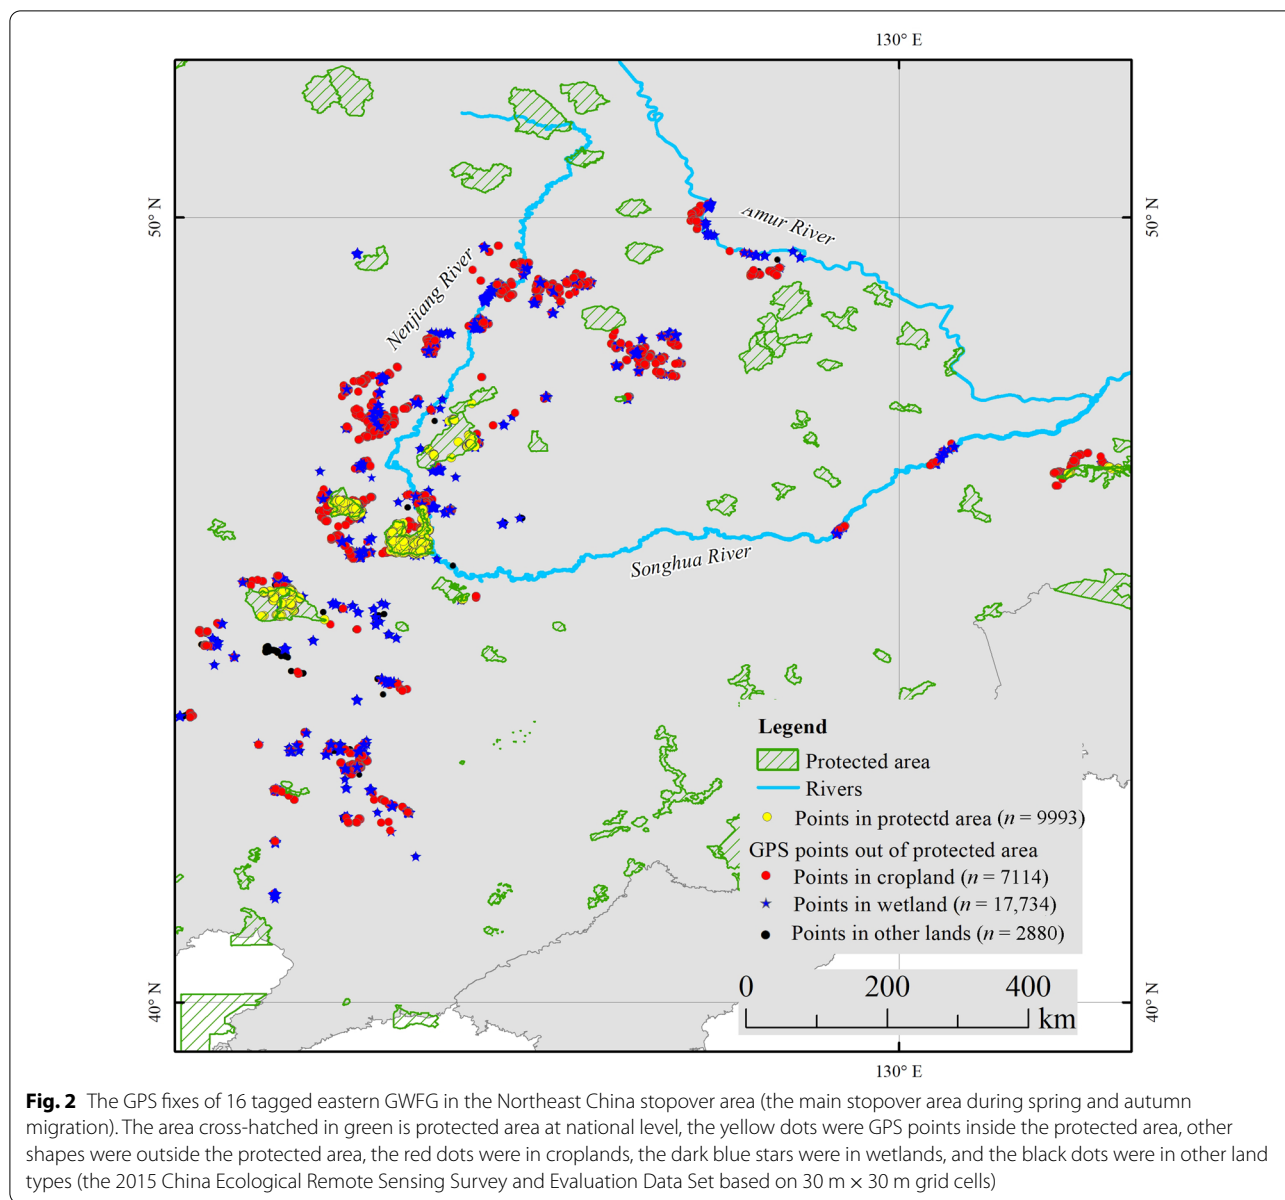 130° E
50° N
50° N
Amur River
Nenjiang River
Songhua River
Legend
Protected area
Rivers
Points in protectd area (n = 9993)
GPS points out of protected area
Points in cropland (n = 7114)
Points in wetland (n = 17,734)
Points in other lands (n = 2880)
0 200 400
km
40° N
40° N
130° E
Fig. 2 The GPS fixes of 16 tagged eastern GWFG in the Northeast China stopover area (the main stopover area during spring and autumn
migration). The area cross-hatched in green is protected area at national level, the yellow dots were GPS points inside the protected area, other
shapes were outside the protected area, the red dots were in croplands, the dark blue stars were in wetlands, and the black dots were in other land
types (the 2015 China Ecological Remote Sensing Survey and Evaluation Data Set based on 30 m × 30 m grid cells)